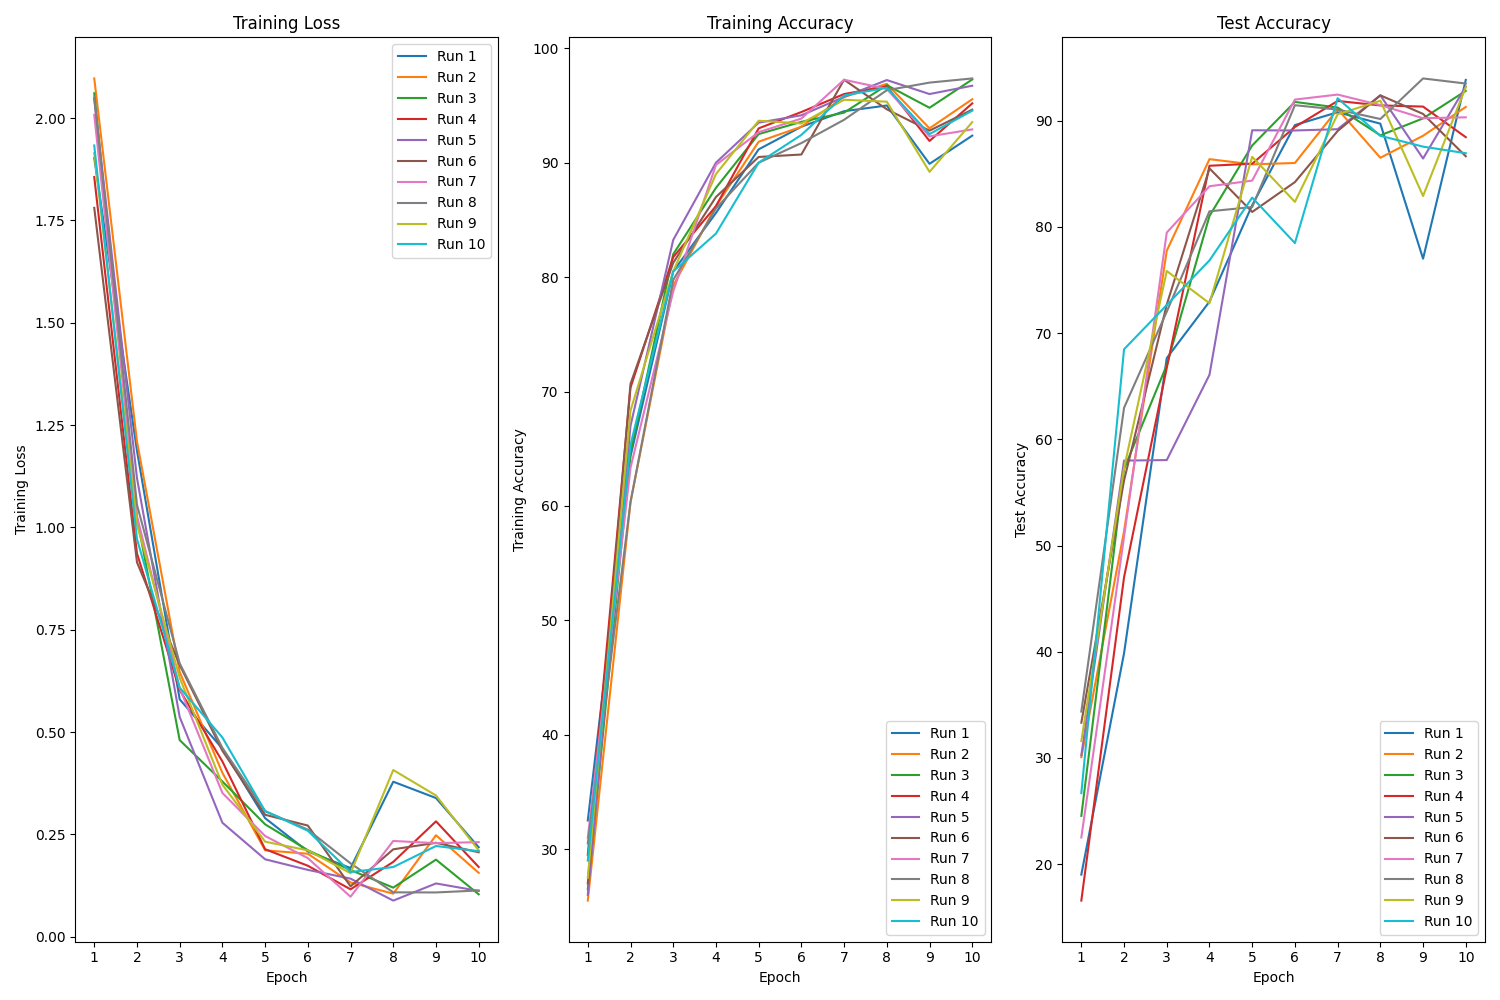 Training Loss
Training Accuracy
Test Accuracy
Run 1
Run 2
Run 3
Run 4
Run 5
Run 6
Run 7
Run 8
Run 9
Run 10
2.00
1.75
1.50
1.25
1.00
0.75
0.50
0.25
0.00
Training Loss
1 2 3 4 5 6 7 8 9 10
Epoch
100
90
80
70
60
50
40
30
Training Accuracy
Run 1
Run 2
Run 3
Run 4
Run 5
Run 6
Run 7
Run 8
Run 9
Run 10
1 2 3 4 5 6 7 8 9 10
Epoch
90
80
70
60
50
40
30
20
Test Accuracy
Run 1
Run 2
Run 3
Run 4
Run 5
Run 6
Run 7
Run 8
Run 9
Run 10
1 2 3 4 5 6 7 8 9 10
Epoch